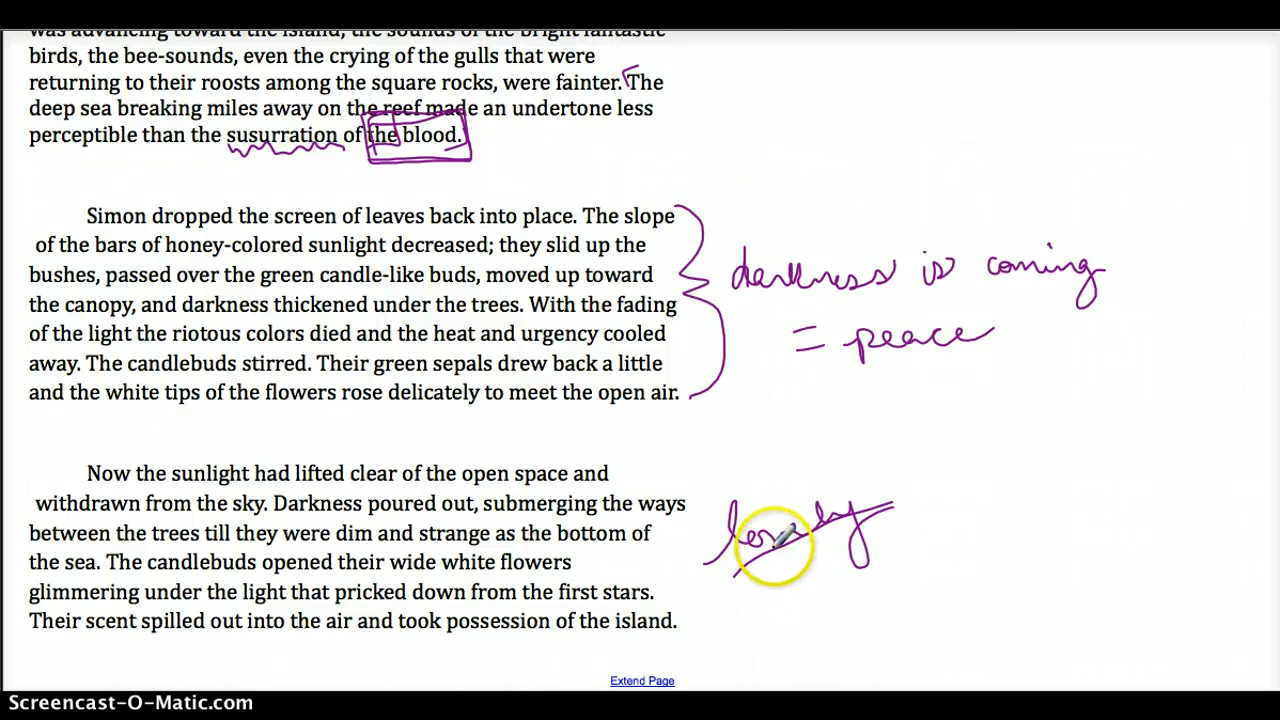 was advancing toward the island, the sounds of the bright fantastic
birds, the bee-sounds, even the crying of the gulls that were
returning to their roosts among the square rocks, were fainter. The
deep sea breaking miles away on the reef made an undertone less
perceptible than the susurration of the blood.
Simon dropped the screen of leaves back into place. The slope
of the bars of honey-colored sunlight decreased; they slid up the
bushes, passed over the green candle-like buds, moved up toward
the canopy, and darkness thickened under the trees. With the fading
of the light the riotous colors died and the heat and urgency cooled
away. The candlebuds stirred. Their green sepals drew back a little
and the white tips of the flowers rose delicately to meet the open air.
darkness is coming
= peace
Now the sunlight had lifted clear of the open space and
withdrawn from the sky. Darkness poured out, submerging the ways
between the trees till they were dim and strange as the bottom of
the sea. The candlebuds opened their wide white flowers
glimmering under the light that pricked down from the first stars.
Their scent spilled out into the air and took possession of the island.
Extend Page
Screencast-O-Matic.com